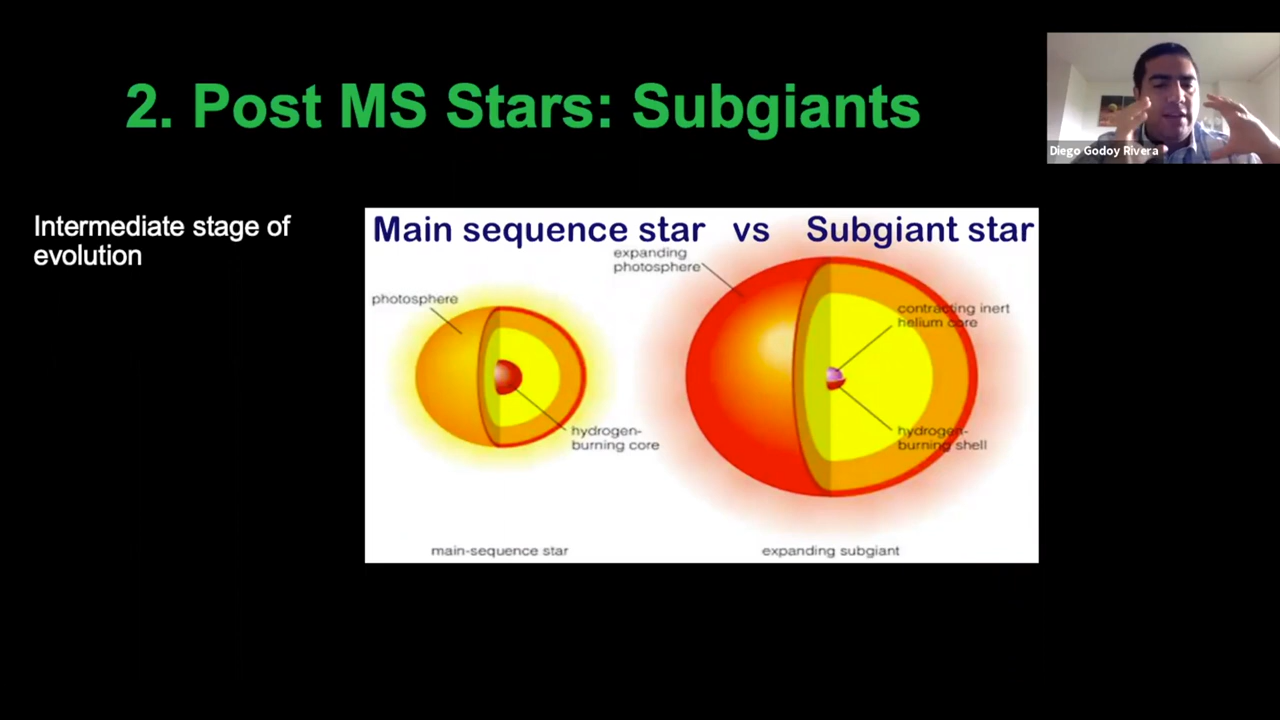 2. Post MS Stars: Subgiants
Diego Godoy Rivera
Intermediate stage of
evolution
Main sequence star vs Subgiant star
expanding
photosphere
photosphere
contracting inert
helium core
hydrogen-
burning core
hydrogen-
burning shell
main-sequence star
expanding subgiant